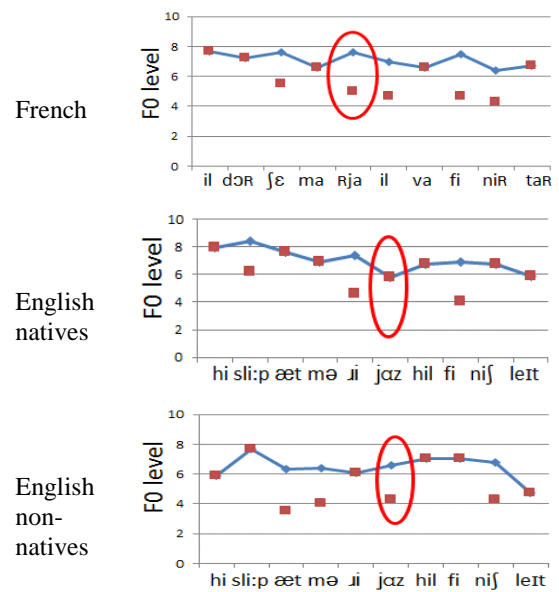 French
F0 level
10
8
6
4
2
0
il dɔʀ ʃɛ ma ʀja il va fi niʀ taʀ
English
natives
F0 level
10
8
6
4
2
0
hi sliːp æt mə ɹi jɑz hil fi niʃ leɪt
English
non-
natives
F0 level
10
8
6
4
2
0
hi sliːp æt mə ɹi jɑz hil fi niʃ leɪt